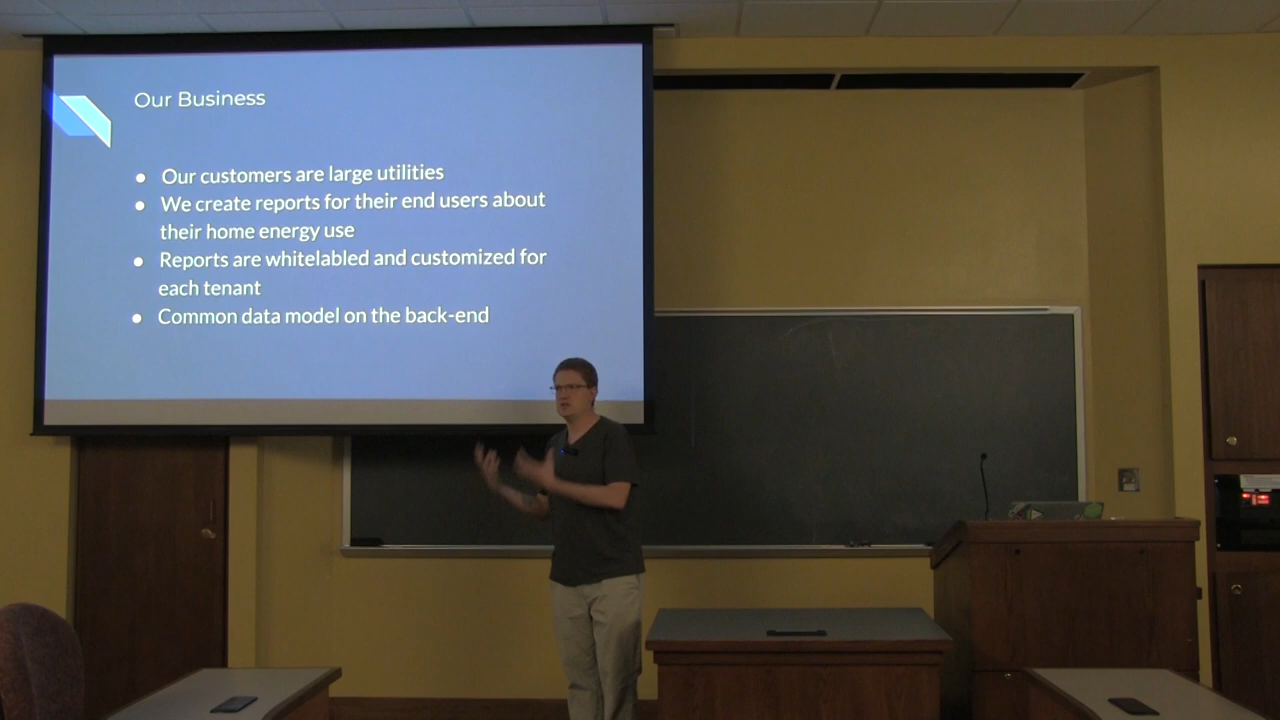 Our Business
● Our customers are large utilities
● We create reports for their end users about
their home energy use
● Reports are whitelabled and customized for
each tenant
● Common data model on the back-end